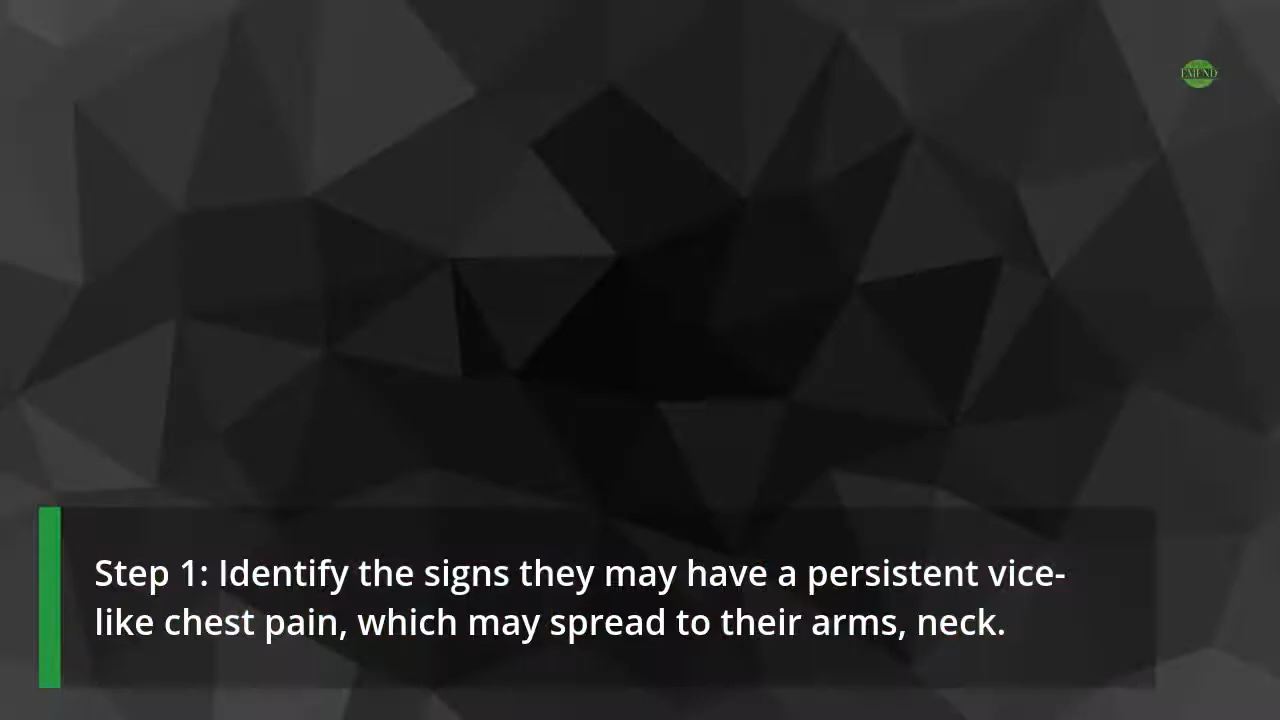 EMEND
Step 1: Identify the signs they may have a persistent vice-
like chest pain, which may spread to their arms, neck.